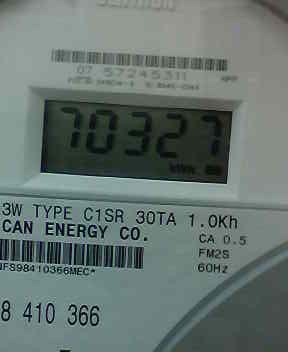 07 57245311
70327
3W TYPE C1SR 30TA 1.0Kh
CAN ENERGY CO.
CA 0.5
FM2S
NFS98410366MEC*
60Hz
8 410 366